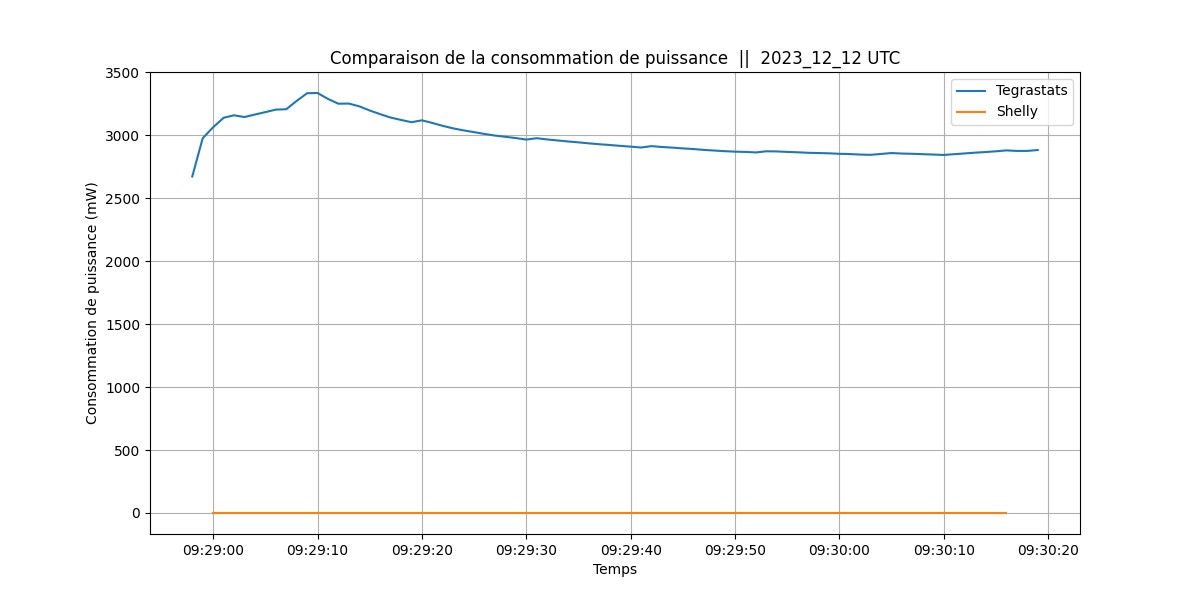 Comparaison de la consommation de puissance || 2023_12_12 UTC
Tegrastats
Shelly
Consommation de puissance (mW)
3500
3000
2500
2000
1500
1000
500
0
09:29:00 09:29:10 09:29:20 09:29:30 09:29:40 09:29:50 09:30:00 09:30:10 09:30:20
Temps